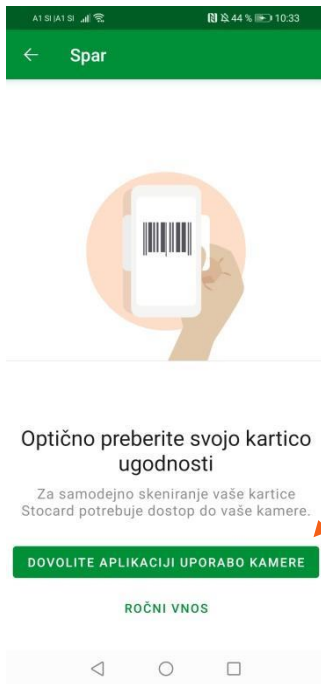 A1 SI |A1 SI 44 % 10:33
Spar
Optično preberite svojo kartico
ugodnosti
Za samodejno skeniranje vaše kartice
Stocard potrebuje dostop do vaše kamere.
DOVOLITE APLIKACIJI UPORABO KAMERE
ROČNI VNOS